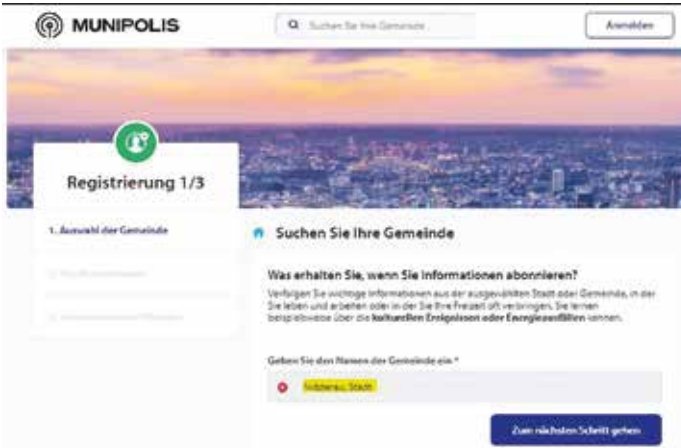 MUNIPOLIS
Suchen Sie Ihre Gemeinde
Anmelden
Registrierung 1/3
1. Auswahl der Gemeinde
Suchen Sie Ihre Gemeinde
Was erhalten Sie, wenn Sie Informationen abonnieren?
Verfolgen Sie wichtige Informationen aus der ausgewählten Stadt oder Gemeinde, in der
Sie leben und arbeiten oder in der Sie Ihre Freizeit oft verbringen. Sie lernen
beispielsweise über die kulturellen Ereignissen oder Energieausfällen kennen.
Geben Sie den Namen der Gemeinde ein *
Nidderau, Stadt
Zum nächsten Schritt gehen